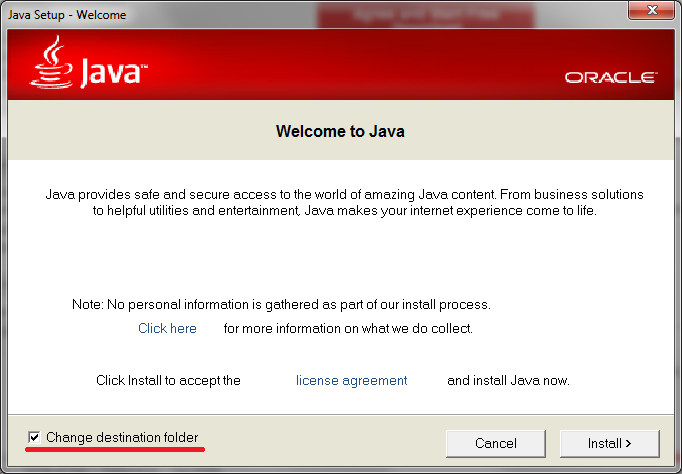 Java Setup - Welcome
Agree and Start Free
Download
Java™
ORACLE®
Welcome to Java
Java provides safe and secure access to the world of amazing Java content. From business solutions
to helpful utilities and entertainment, Java makes your internet experience come to life.
Note: No personal information is gathered as part of our install process.
Click here for more information on what we do collect.
Click Install to accept the license agreement and install Java now.
Change destination folder
Cancel
Install >